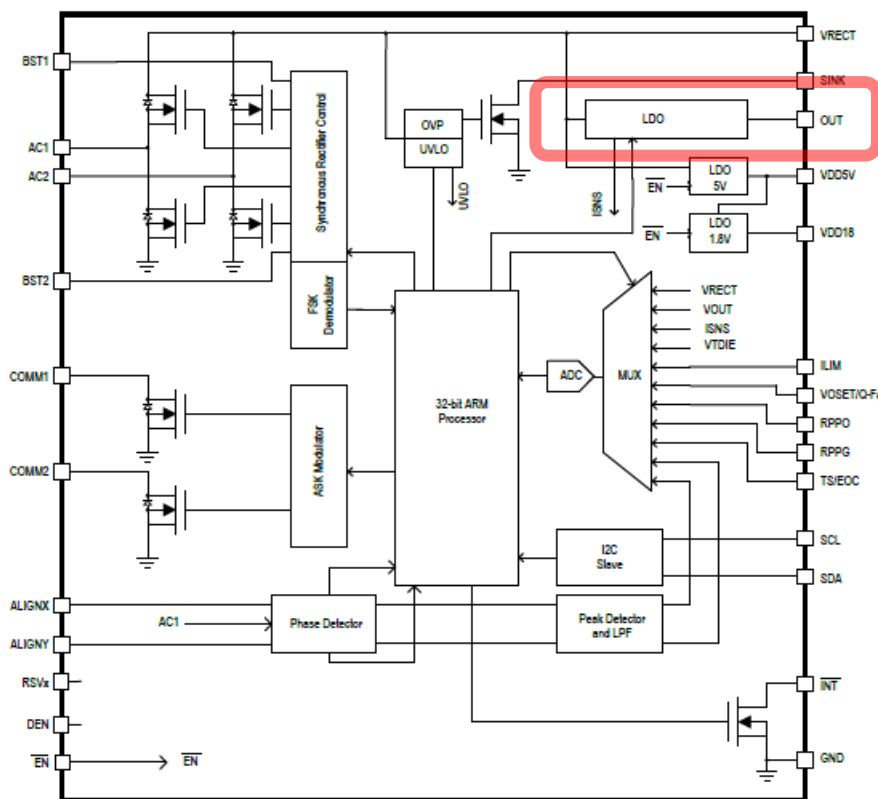 VRECT
BST1
SINK
Synchronous Rectifier Control
OVP
LDO
OUT
UVLO
AC1
AC2
LDO
5V
VDD5V
EN
UVLO
ISNS
LDO
1.8V
VDD18
EN
BST2
FSK
Demodulator
VRECT
VOUT
ISNS
VTDIE
ILIM
COMM1
ADC
MUX
VOSET/Q-F
32-bit ARM
Processor
RPPO
ASK Modulator
RPPG
COMM2
TS/EOC
SCL
I2C
Slave
SDA
ALIGNX
AC1
Phase Detector
Peak Detector
and LPF
ALIGNY
RSVx
INT
DEN
EN
EN
GND